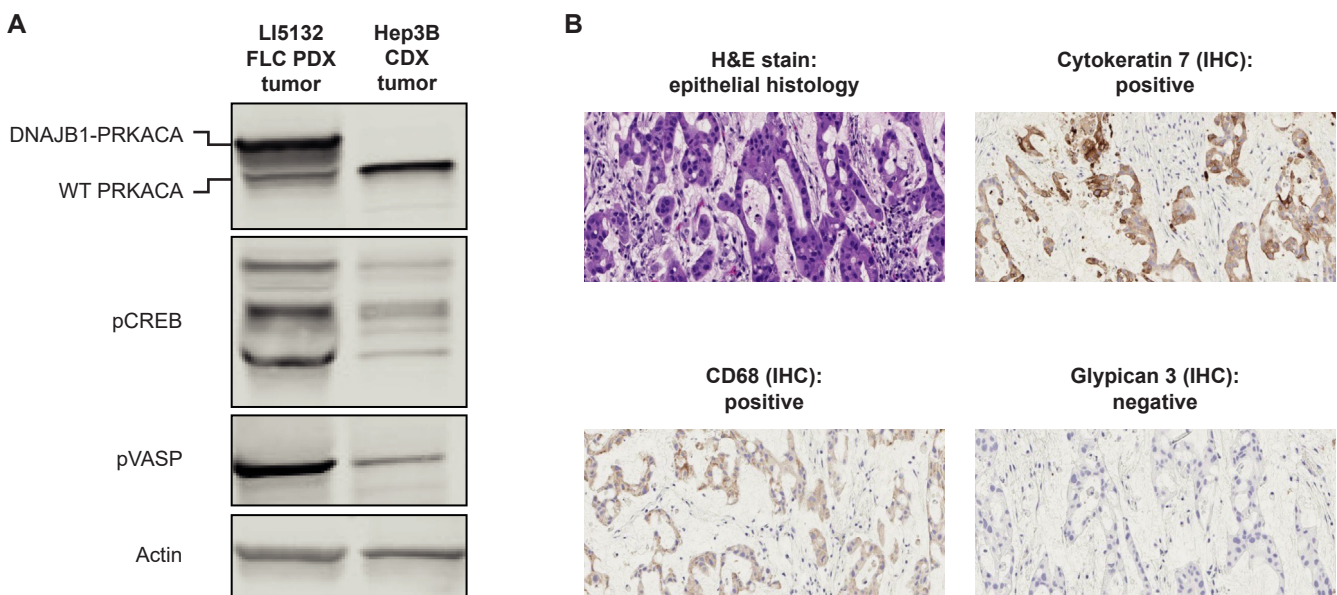 A
LI5132
FLC PDX
tumor
Hep3B
CDX
tumor
DNAJB1-PRKACA
WT PRKACA
pCREB
pVASP
Actin
B
H&E stain:
epithelial histology
Cytokeratin 7 (IHC):
positive
CD68 (IHC):
positive
Glypican 3 (IHC):
negative